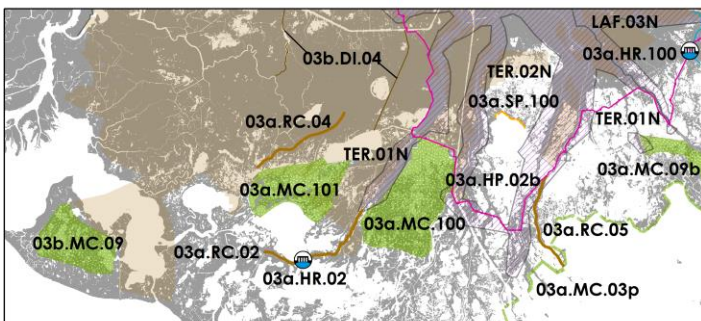 LAF.03N
03b.DI.04
03a.HR.100
TER.02N
03a.SP.100
03a.RC.04
TER.01N
TER.01N
03a.MC.101
03a.HP.02b
03a.MC.09b
03a.MC.100
03b.MC.09
03a.RC.02
03a.RC.05
03a.HR.02
03a.MC.03p